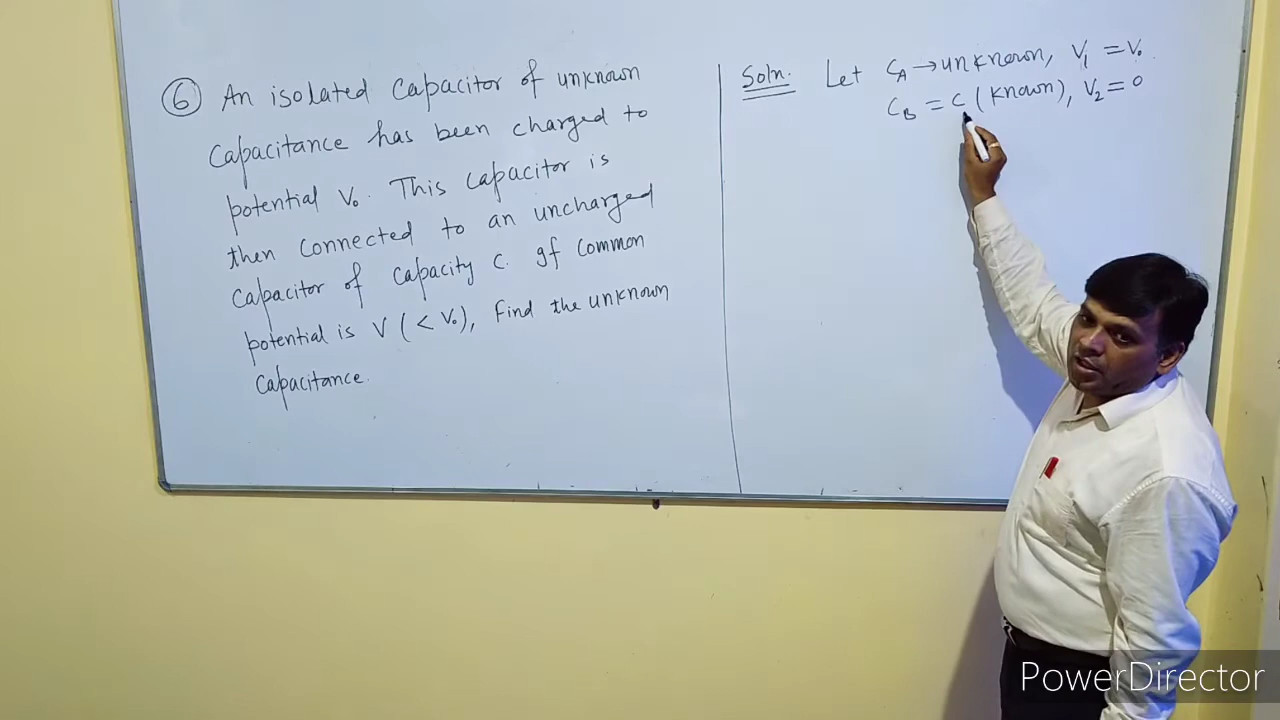 ⑥ An isolated capacitor of unknown
capacitance has been charged to
potential V₀. This capacitor is
then connected to an uncharged
capacitor of capacity C. If common
potential is V (< V₀), Find the unknown
capacitance.
Soln. Let C_A → unknown, V₁ = V₀.
C_B = C (known), V₂ = 0
PowerDirector